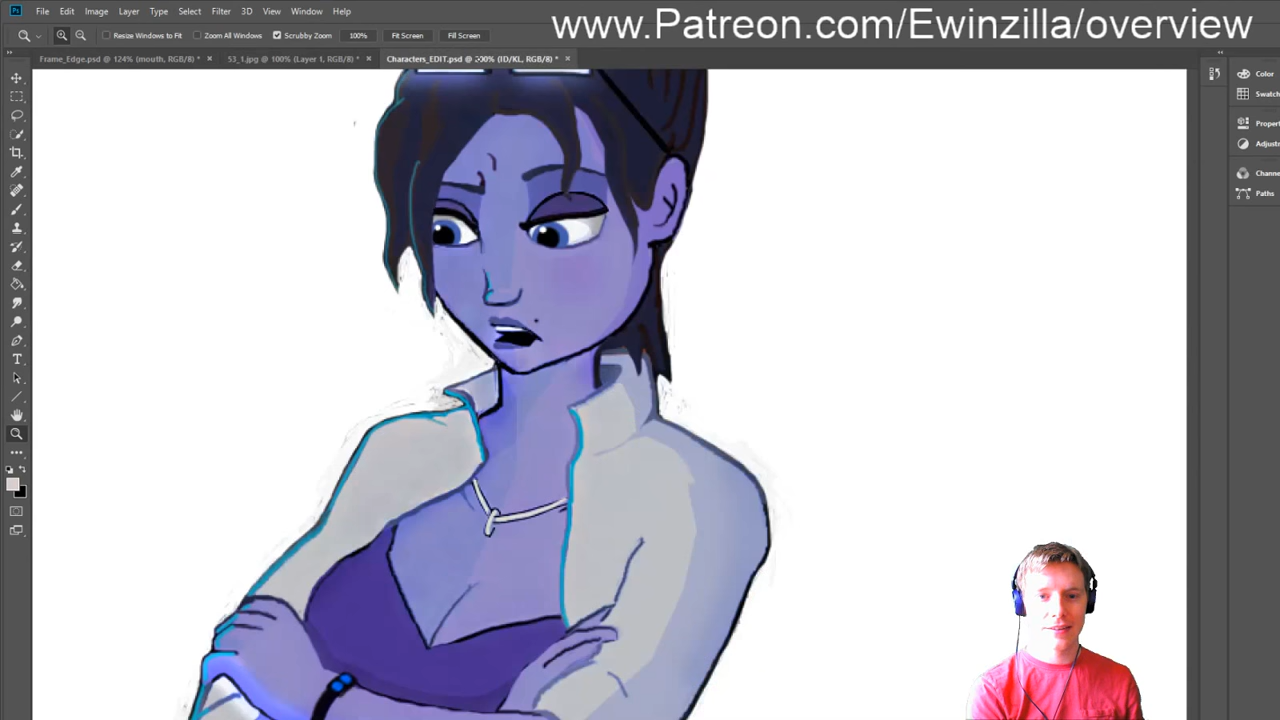 www.Patreon.com/Ewinzilla/overview
Ps File Edit Image Layer Type Select Filter 3D View Window Help
Resize Windows to Fit Zoom All Windows Scrubby Zoom 100% Fit Screen Fill Screen
Frame_Edge.psd @ 124% (mouth, RGB/8) * × 53_1.jpg @ 100% (Layer 1, RGB/8) * × Characters_EDIT.psd @ 200% (ID/KL, RGB/8) * ×
Color
Swatch
Proper
Adjust
Channe
Paths